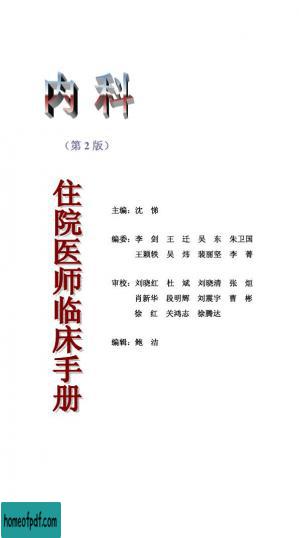 内科
（第2版）
住院医师临床手册
主编：沈 悌
编委：李 剑 王 迁 吴 东 朱卫国
王颖轶 吴 炜 裴丽坚 李 菁
审校：刘晓红 杜 斌 刘晓清 张 烜
肖新华 段明辉 刘震宇 曹 彬
徐 红 关鸿志 徐腾达
编辑：鲍 洁
homeofpdf.com